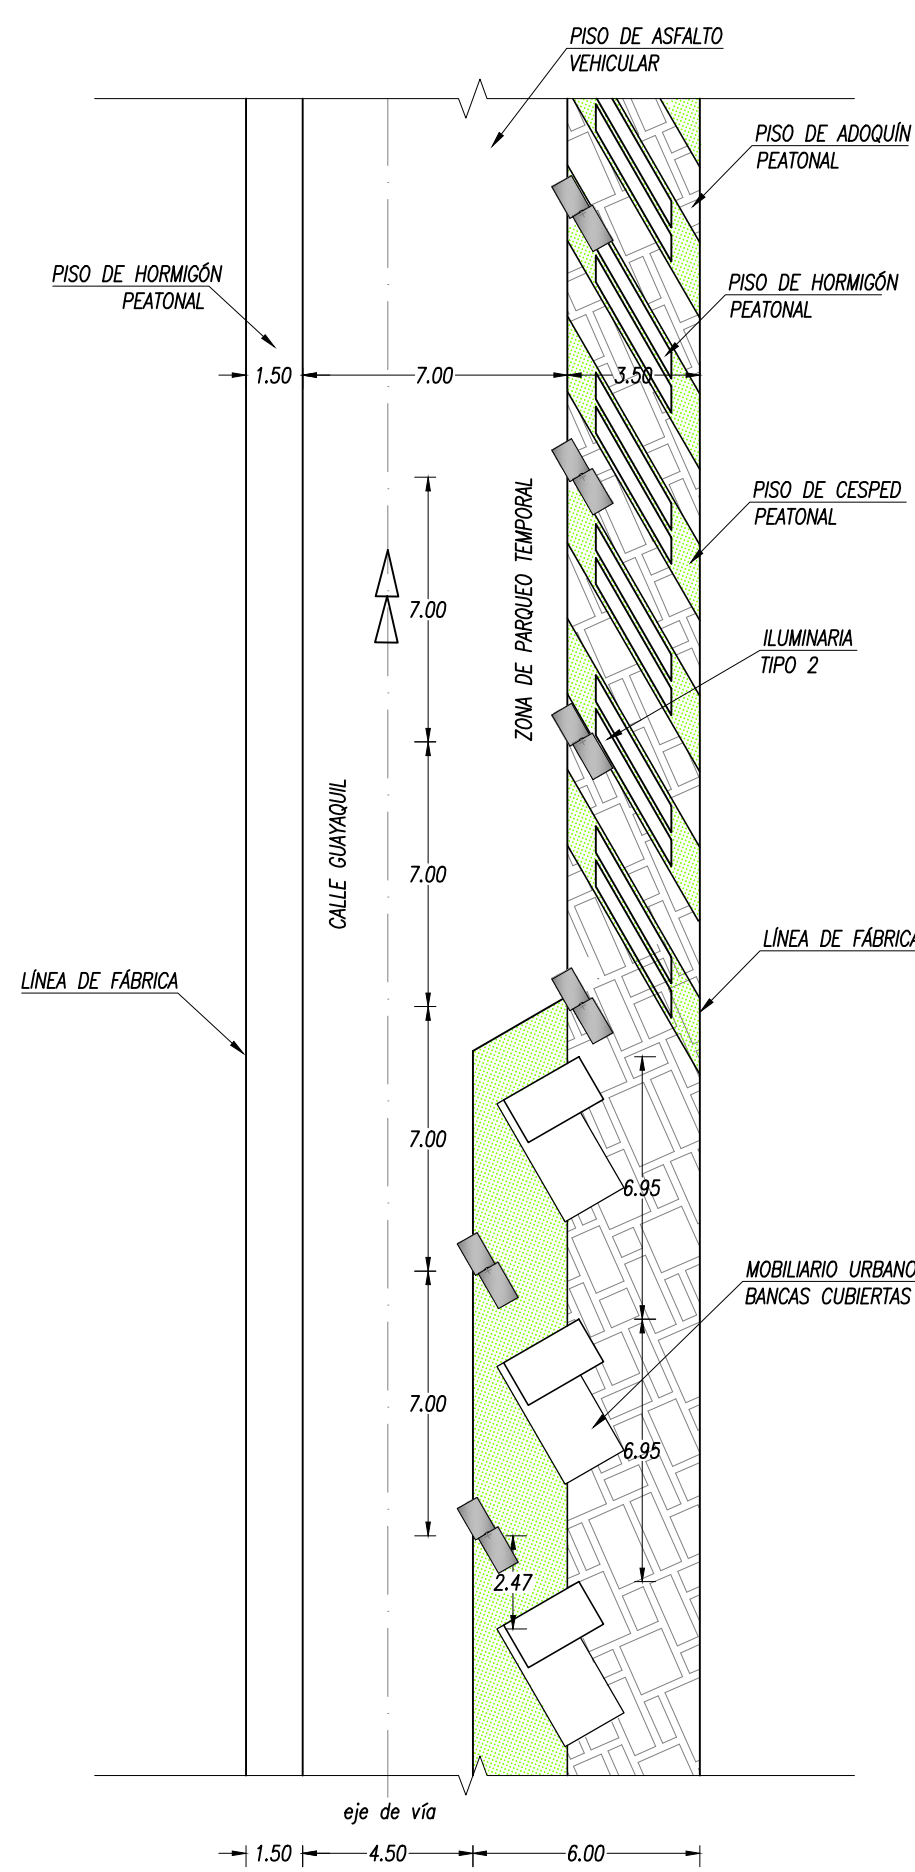 PISO DE ASFALTO
VEHICULAR
PISO DE ADOQUÍN
PEATONAL
PISO DE HORMIGÓN
PEATONAL
PISO DE HORMIGÓN
PEATONAL
1.50
7.00
3.50
ZONA DE PARQUEO TEMPORAL
PISO DE CESPED
PEATONAL
7.00
ILUMINARIA
TIPO 2
CALLE GUAYAQUIL
7.00
LÍNEA DE FÁBRICA
LÍNEA DE FÁBRICA
7.00
6.95
MOBILIARIO URBANO
BANCAS CUBIERTAS
7.00
6.95
2.47
eje de vía
1.50
4.50
6.00